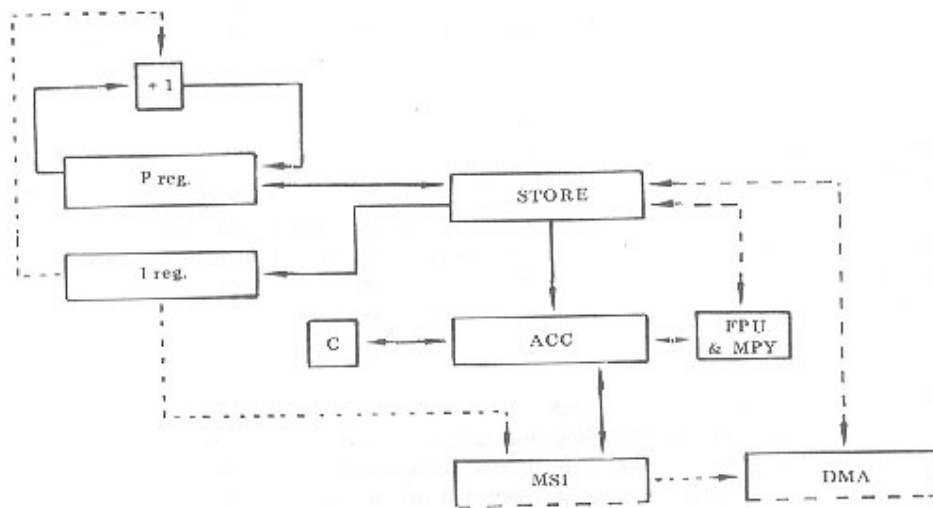 + 1
P reg.
STORE
I reg.
C
ACC
FPU
& MPY
MSI
DMA